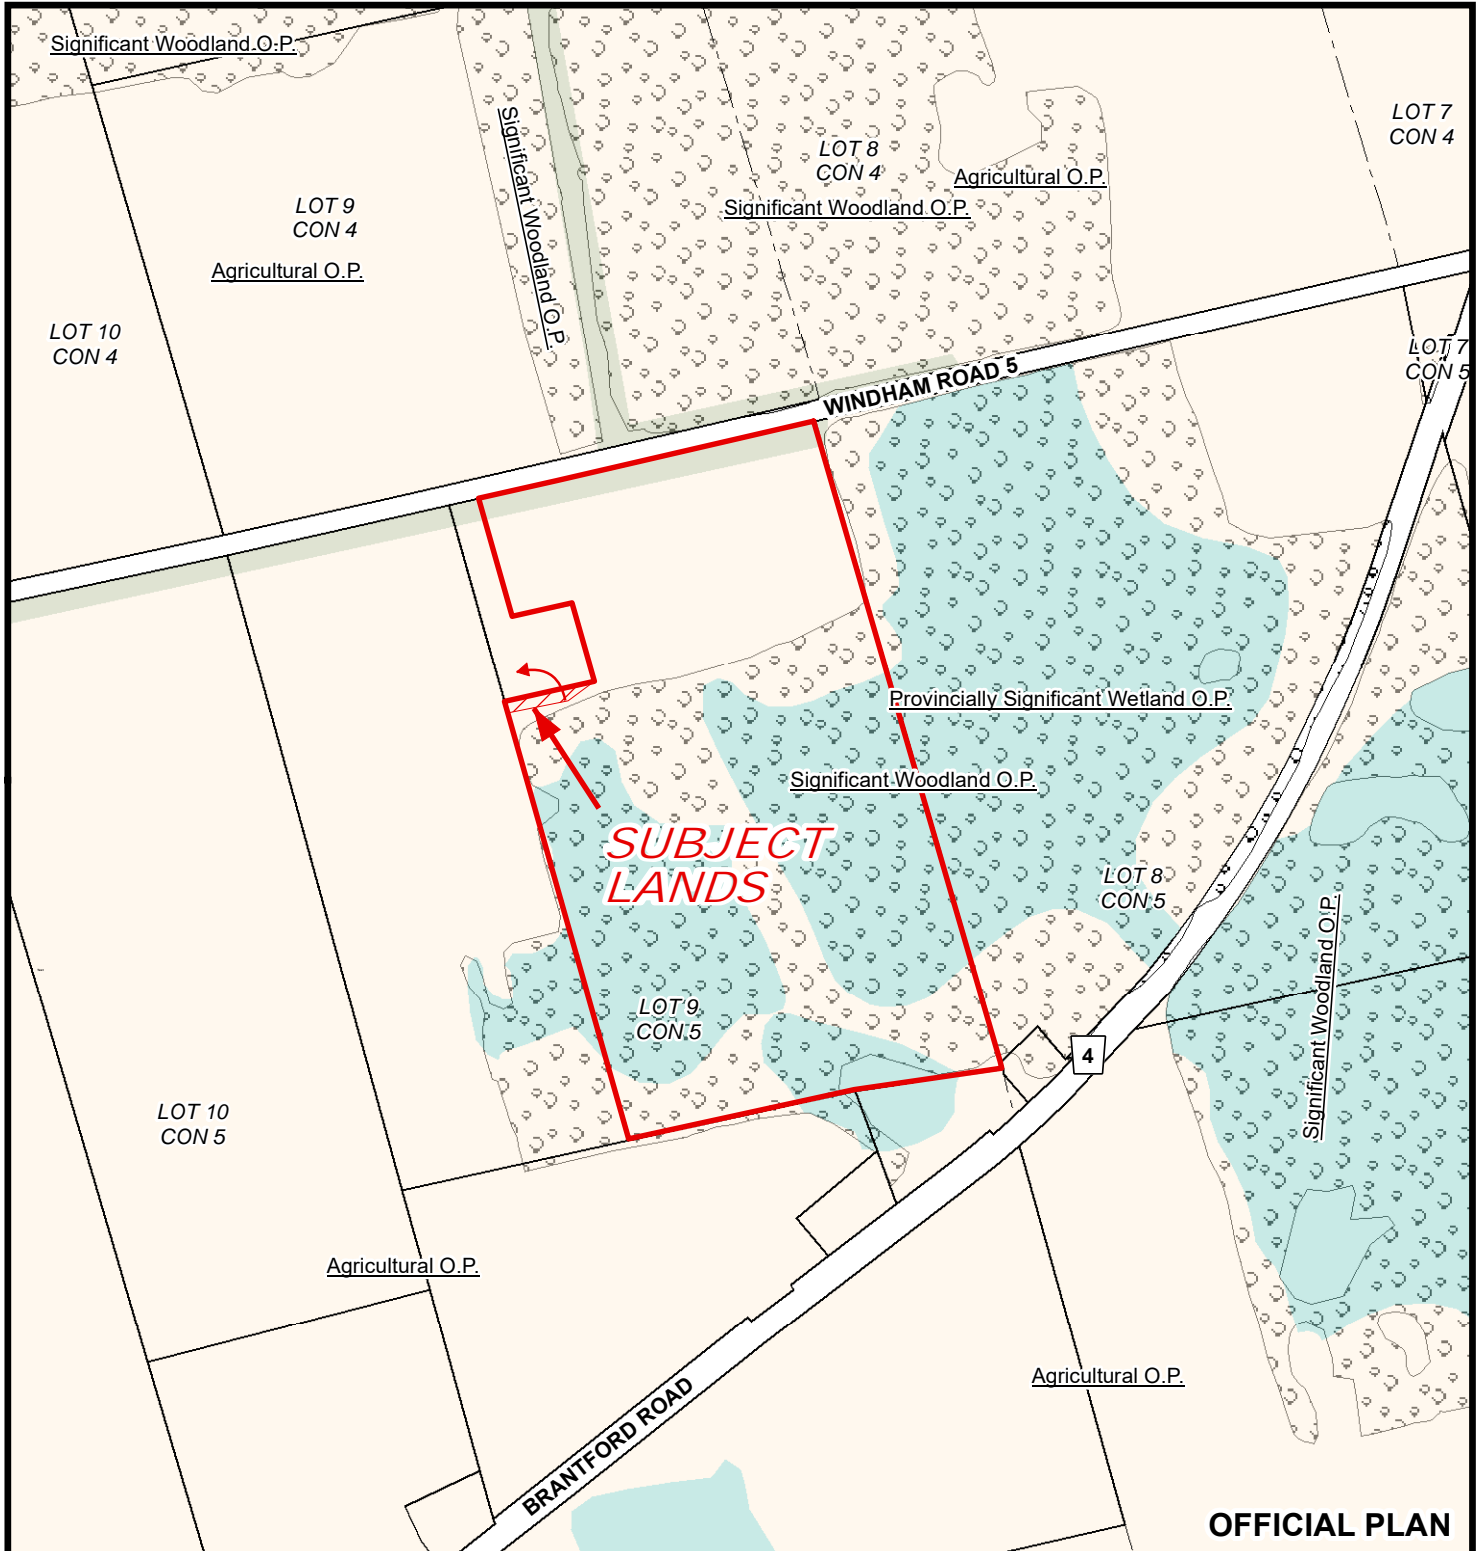 Significant Woodland O.P.
LOT 7
CON 4
Significant Woodland O.P.
LOT 8
CON 4
Agricultural O.P.
Significant Woodland O.P.
LOT 9
CON 4
Agricultural O.P.
LOT 10
CON 4
LOT 7
CON 5
WINDHAM ROAD 5
Provincially Significant Wetland O.P.
Significant Woodland O.P.
SUBJECT
LANDS
LOT 8
CON 5
Significant Woodland O.P.
LOT 9
CON 5
4
LOT 10
CON 5
Agricultural O.P.
Agricultural O.P.
BRANTFORD ROAD
OFFICIAL PLAN